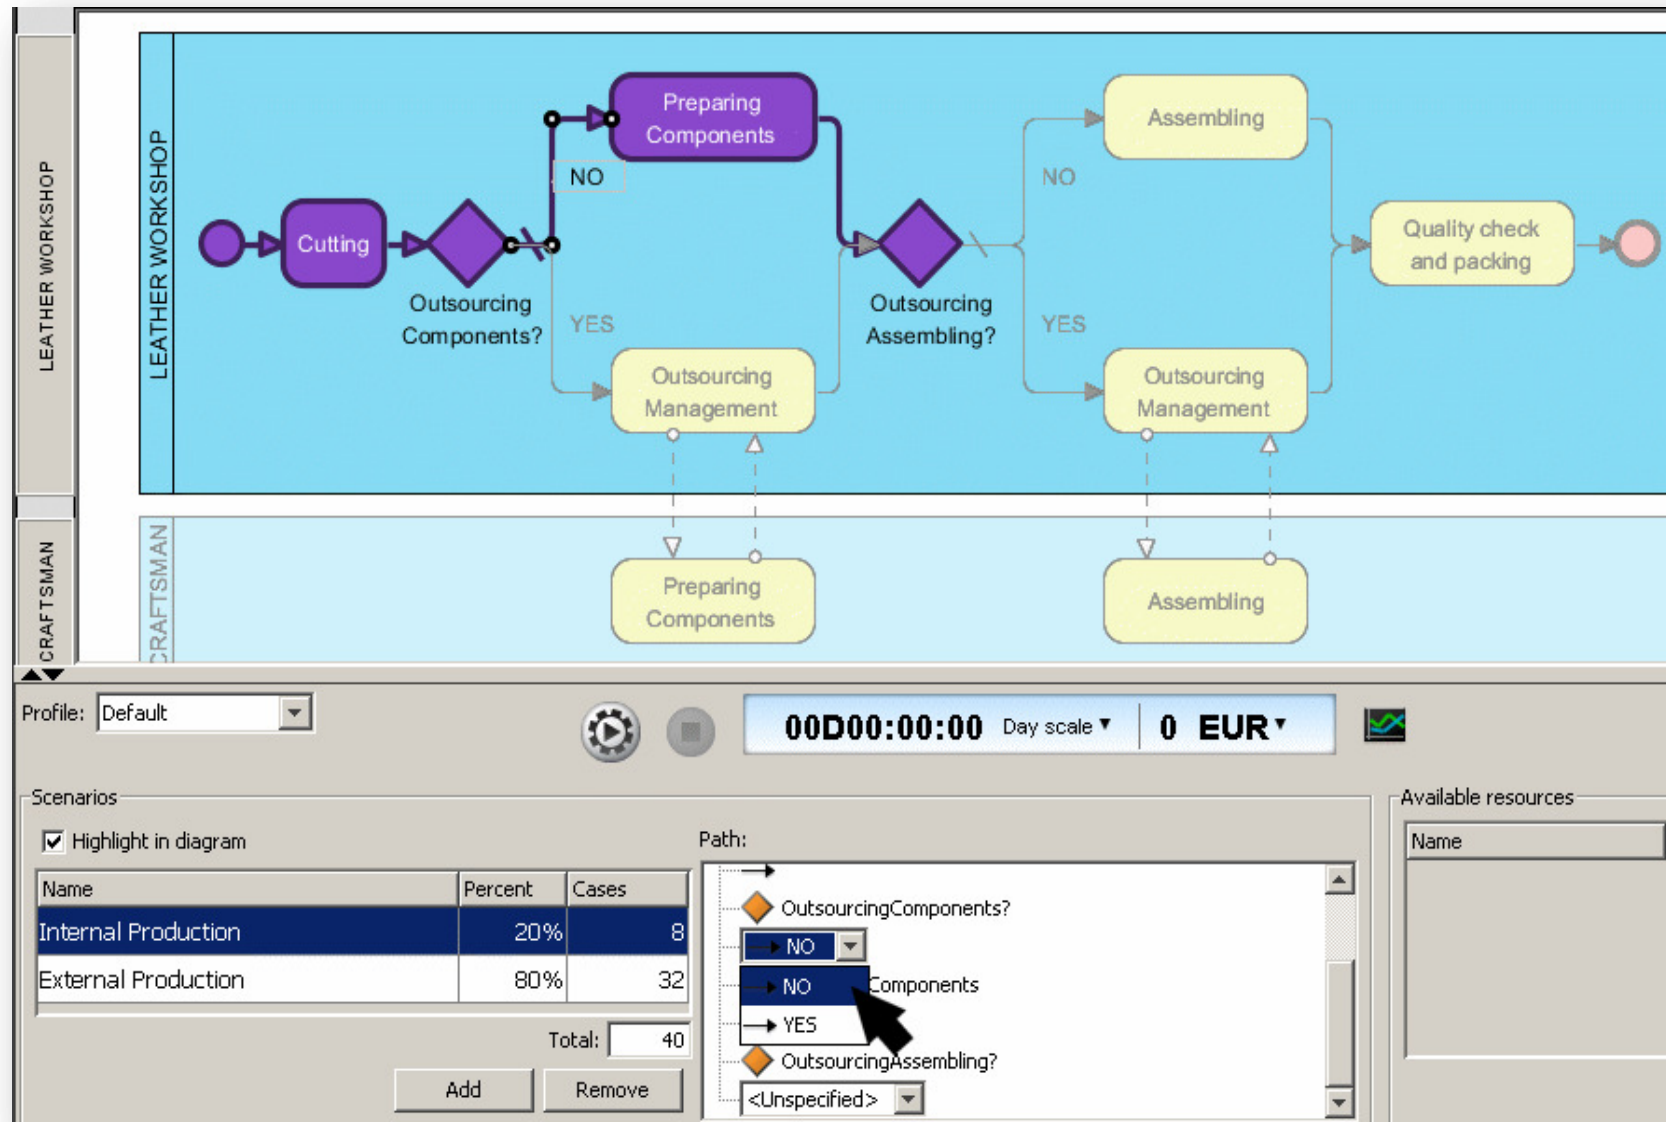 LEATHER WORKSHOP
LEATHER WORKSHOP
Preparing
Components
Assembling
NO
NO
Cutting
Quality check
and packing
Outsourcing
Components?
Outsourcing
Assembling?
YES
YES
Outsourcing
Management
Outsourcing
Management
CRAFTSMAN
CRAFTSMAN
Preparing
Components
Assembling
Profile: Default
00D00:00:00 Day scale 0 EUR
Scenarios
Available resources
Highlight in diagram
Path:
Name
Name Percent Cases
OutsourcingComponents?
Internal Production 20% 8
NO
External Production 80% 32
NO
Components
YES
Total: 40
OutsourcingAssembling?
Add Remove
<Unspecified>